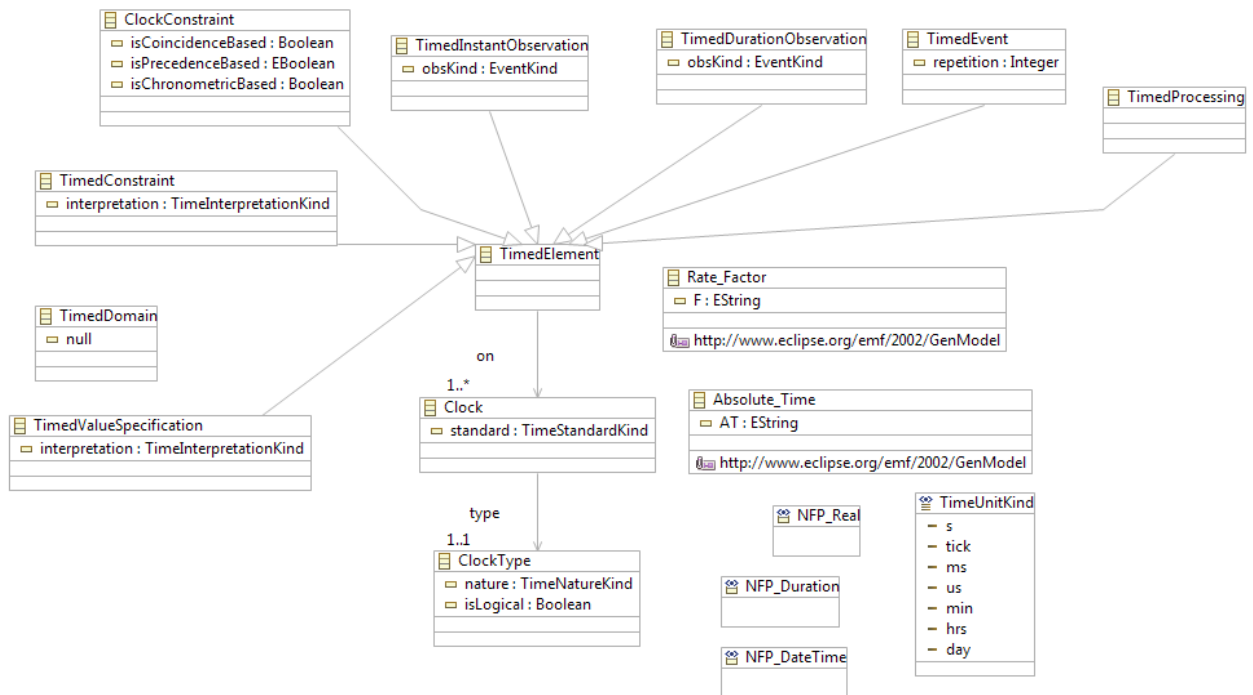 ClockConstraint
isCoincidenceBased : Boolean
isPrecedenceBased : EBoolean
isChronometricBased : Boolean
TimedInstantObservation
obsKind : EventKind
TimedDurationObservation
obsKind : EventKind
TimedEvent
repetition : Integer
TimedProcessing
TimedConstraint
interpretation : TimeInterpretationKind
TimedElement
Rate_Factor
F : EString
http://www.eclipse.org/emf/2002/GenModel
TimedDomain
null
on
1..*
TimedValueSpecification
interpretation : TimeInterpretationKind
Clock
standard : TimeStandardKind
Absolute_Time
AT : EString
http://www.eclipse.org/emf/2002/GenModel
type
1..1
ClockType
nature : TimeNatureKind
isLogical : Boolean
NFP_Real
NFP_Duration
NFP_DateTime
TimeUnitKind
s
tick
ms
us
min
hrs
day